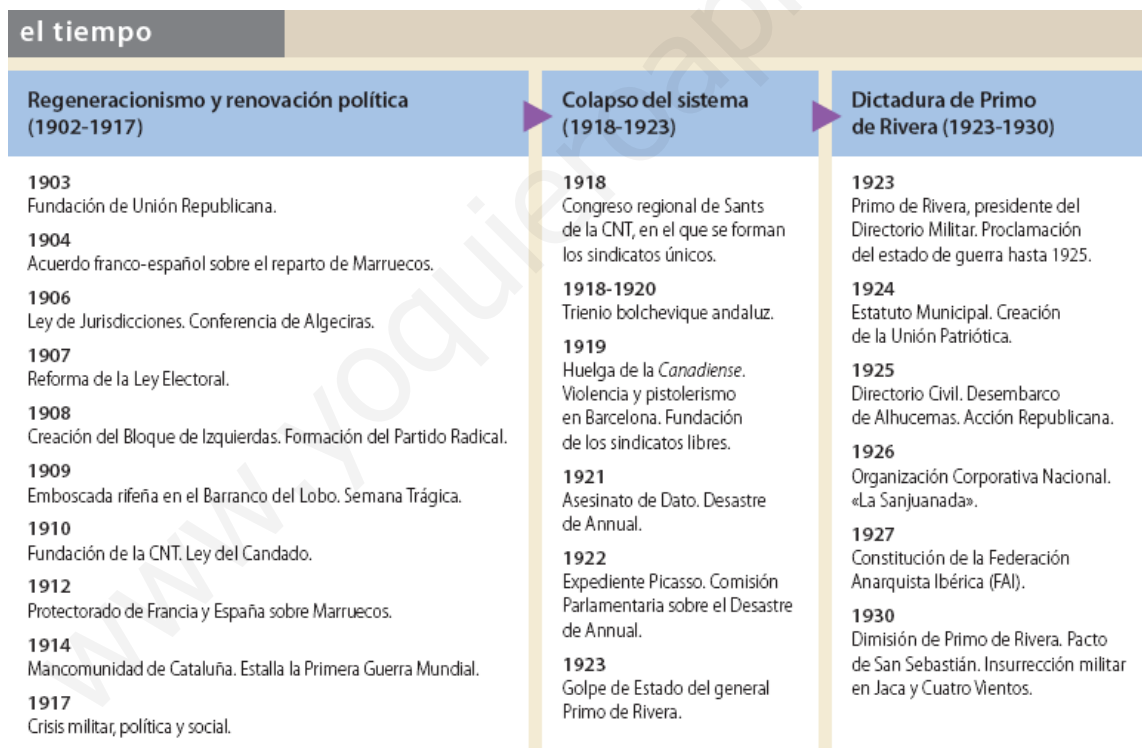 el tiempo
Regeneracionismo y renovación política
(1902-1917)
1903
Fundación de Unión Republicana.
1904
Acuerdo franco-español sobre el reparto de Marruecos.
1906
Ley de Jurisdicciones. Conferencia de Algeciras.
1907
Reforma de la Ley Electoral.
1908
Creación del Bloque de Izquierdas. Formación del Partido Radical.
1909
Emboscada rifeña en el Barranco del Lobo. Semana Trágica.
1910
Fundación de la CNT. Ley del Candado.
1912
Protectorado de Francia y España sobre Marruecos.
1914
Mancomunidad de Cataluña. Estalla la Primera Guerra Mundial.
1917
Crisis militar, política y social.
Colapso del sistema
(1918-1923)
1918
Congreso regional de Sants
de la CNT, en el que se forman
los sindicatos únicos.
1918-1920
Trienio bolchevique andaluz.
1919
Huelga de la Canadiense.
Violencia y pistolerismo
en Barcelona. Fundación
de los sindicatos libres.
1921
Asesinato de Dato. Desastre
de Annual.
1922
Expediente Picasso. Comisión
Parlamentaria sobre el Desastre
de Annual.
1923
Golpe de Estado del general
Primo de Rivera.
Dictadura de Primo
de Rivera (1923-1930)
1923
Primo de Rivera, presidente del
Directorio Militar. Proclamación
del estado de guerra hasta 1925.
1924
Estatuto Municipal. Creación
de la Unión Patriótica.
1925
Directorio Civil. Desembarco
de Alhucemas. Acción Republicana.
1926
Organización Corporativa Nacional.
«La Sanjuanada».
1927
Constitución de la Federación
Anarquista Ibérica (FAI).
1930
Dimisión de Primo de Rivera. Pacto
de San Sebastián. Insurrección militar
en Jaca y Cuatro Vientos.